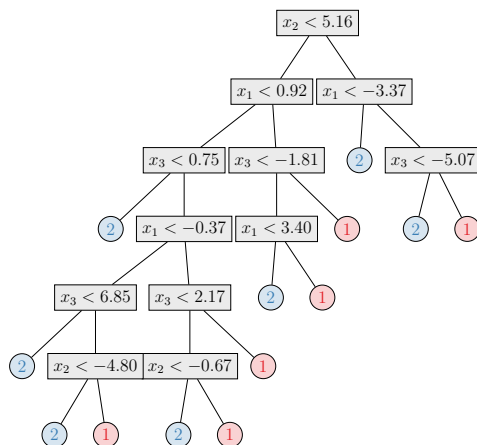 x₂ < 5.16
x₁ < 0.92 x₁ < −3.37
x₃ < 0.75 x₃ < −1.81 2 x₃ < −5.07
2 x₁ < −0.37 x₁ < 3.40 1 2 1
x₃ < 6.85 x₃ < 2.17 2 1
2 x₂ < −4.80 x₂ < −0.67 1
2 1 2 1